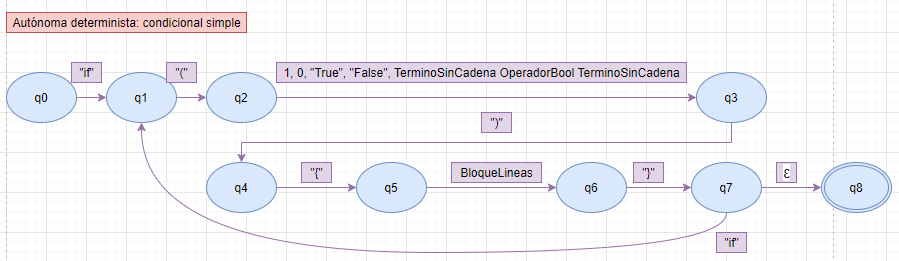 Autónoma determinista: condicional simple
"if"
"("
1, 0, "True", "False", TerminoSinCadena OperadorBool TerminoSinCadena
q0
q1
q2
q3
")"
"{"
BloqueLineas
"}"
ε
q4
q5
q6
q7
q8
"if"